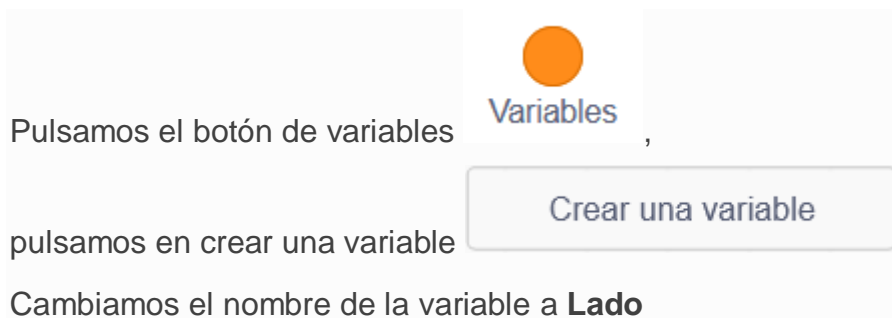 Pulsamos el botón de variables Variables ,
pulsamos en crear una variable Crear una variable
Cambiamos el nombre de la variable a Lado